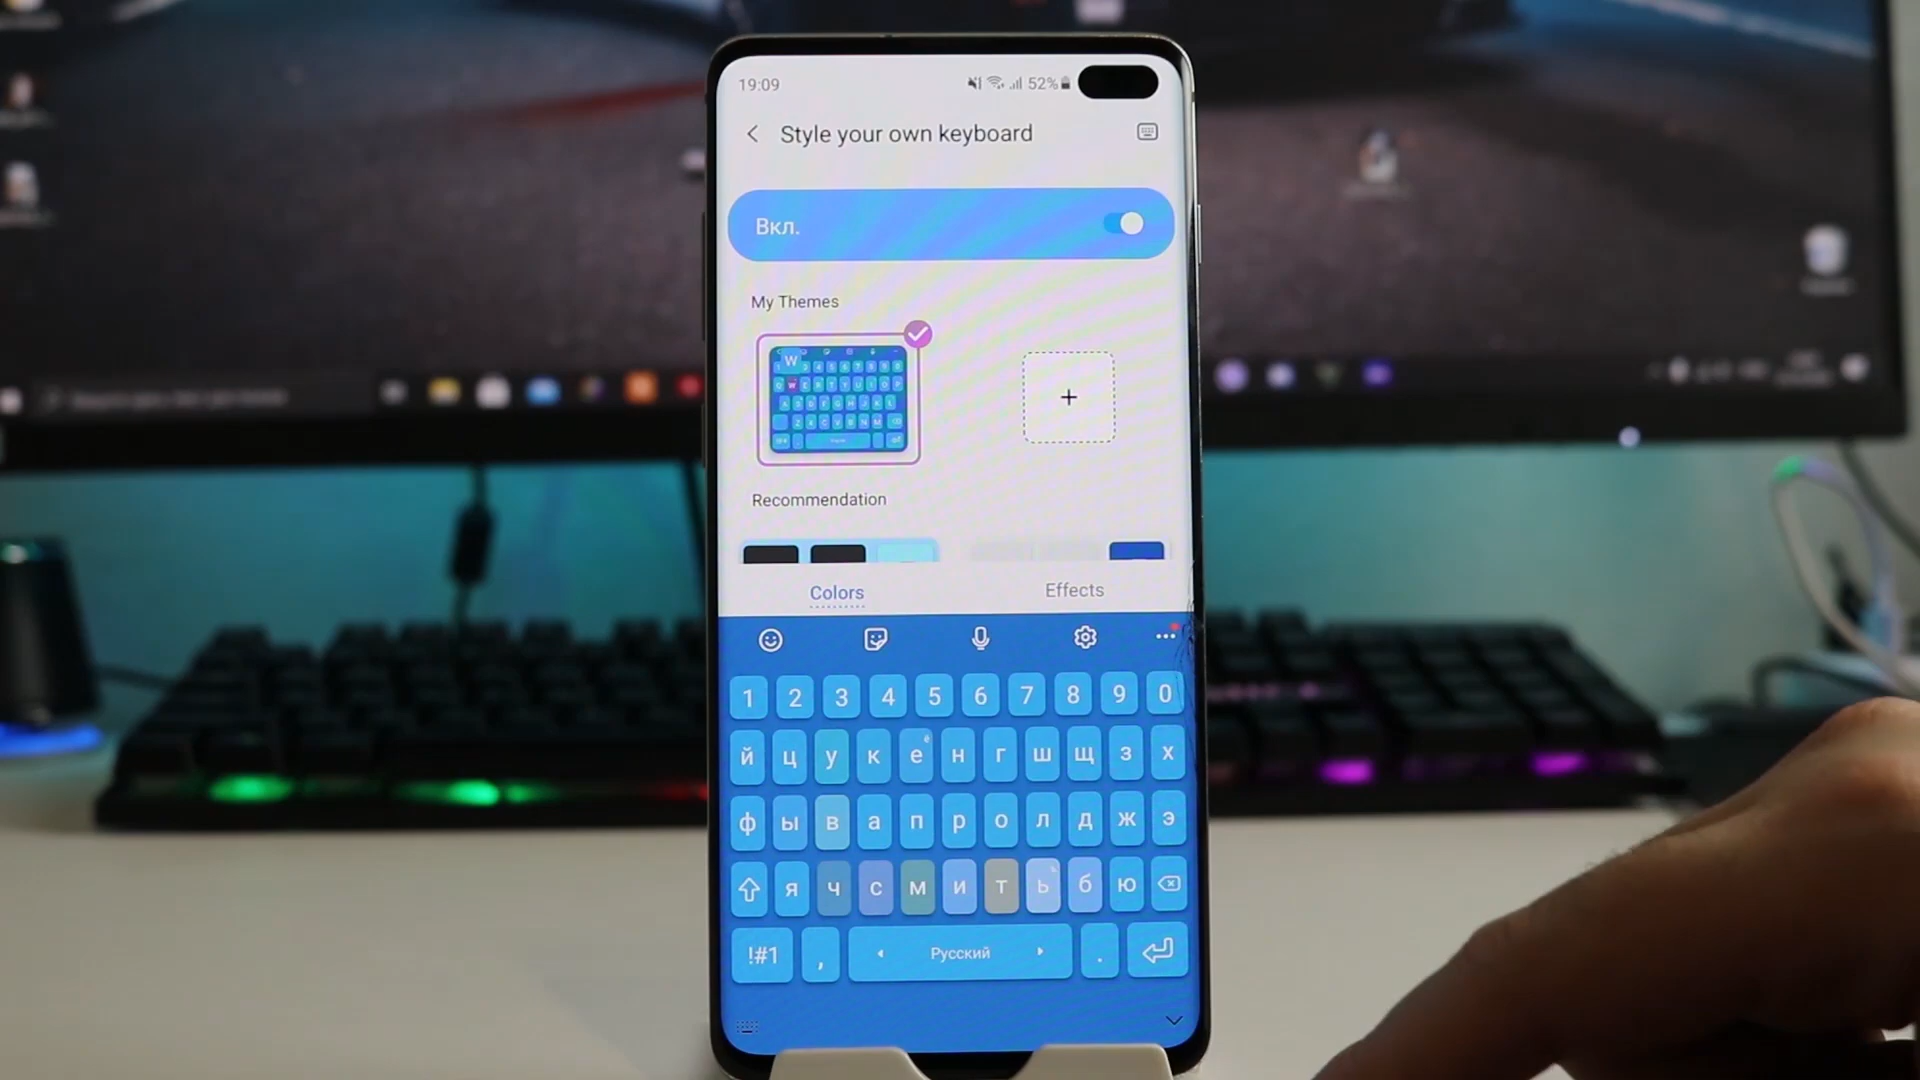 19:09 52%
Style your own keyboard
Вкл.
My Themes
W
Recommendation
Colors Effects
1 2 3 4 5 6 7 8 9 0
й ц у к е ё н г ш щ з х
ф ы в а п р о л д ж э
я ч с м и т ь ъ б ю
!#1 , Русский .